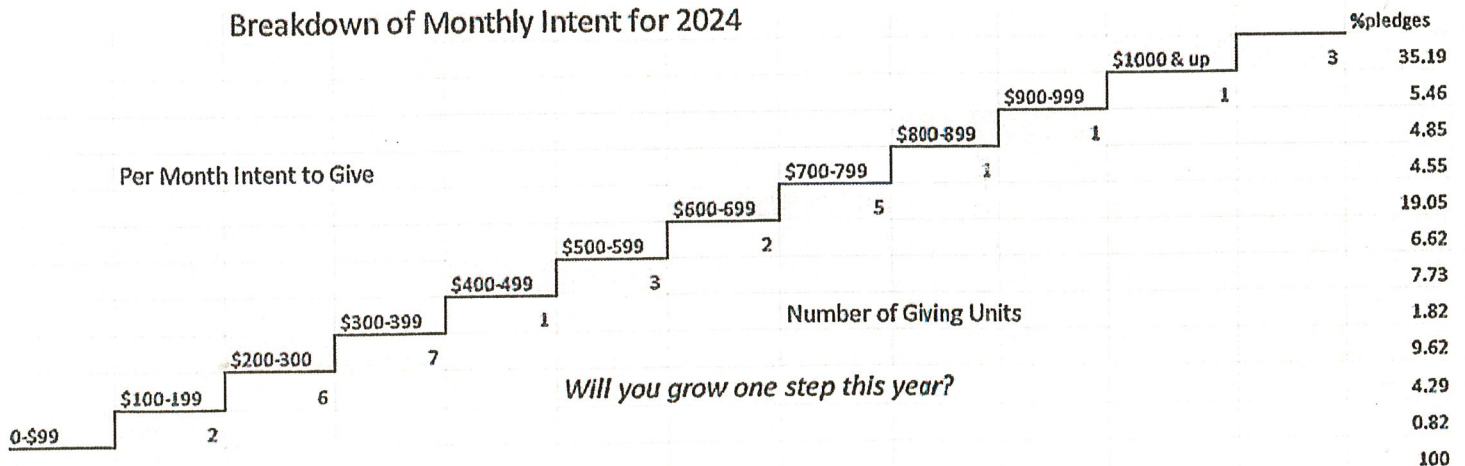 Breakdown of Monthly Intent for 2024
%pledges
$1000 & up 3 35.19
$900-999 1 5.46
$800-899 1 4.85
Per Month Intent to Give
$700-799 1 4.55
$600-699 5 19.05
$500-599 2 6.62
$400-499 3 7.73
Number of Giving Units
$300-399 1 1.82
$200-300 7 9.62
Will you grow one step this year?
$100-199 6 4.29
0-$99 2 0.82
100